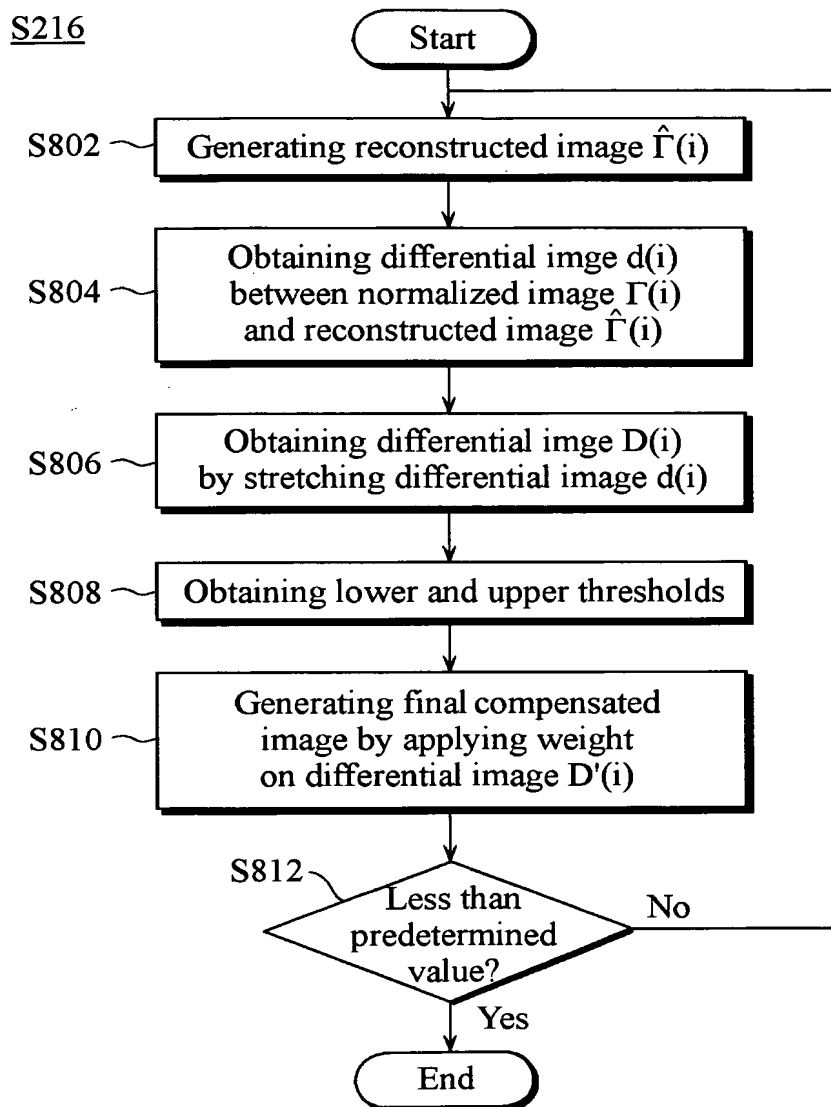 S216
Start
S802
Generating reconstructed image Γ̂(i)
S804
Obtaining differential imge d(i)
between normalized image Γ(i)
and reconstructed image Γ̂(i)
S806
Obtaining differential imge D(i)
by stretching differential image d(i)
S808
Obtaining lower and upper thresholds
S810
Generating final compensated
image by applying weight
on differential image D'(i)
S812
Less than
predetermined
value?
No
Yes
End